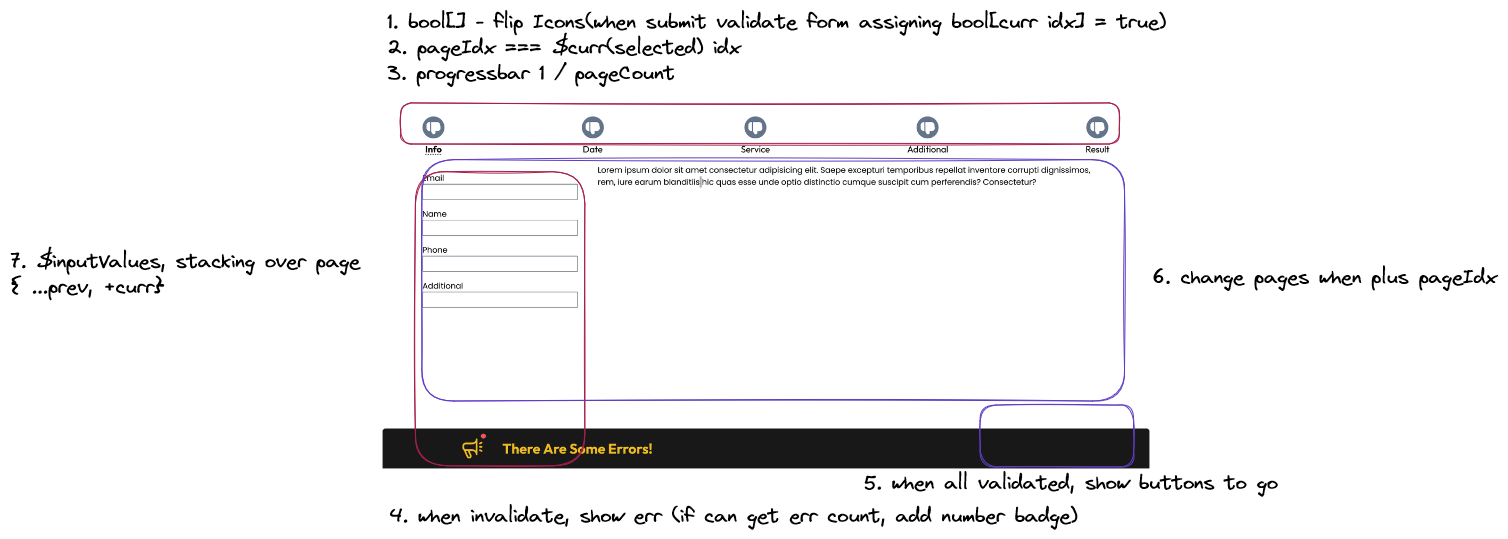 1. bool[] - flip Icons(when submit validate form assigning bool[curr idx] = true)
2. pageIdx === $curr(selected) idx
3. progressbar 1 / pageCount
Info
Date
Service
Additional
Result
Lorem ipsum dolor sit amet consectetur adipisicing elit. Saepe excepturi temporibus repellat inventore corrupti dignissimos,
rem, iure earum blanditiis hic quas esse unde optio distinctio cumque suscipit cum perferendis? Consectetur?
Email
Name
Phone
Additional
7. $inputValues, stacking over page
{ ...prev, +curr}
6. change pages when plus pageIdx
There Are Some Errors!
5. when all validated, show buttons to go
4. when invalidate, show err (if can get err count, add number badge)